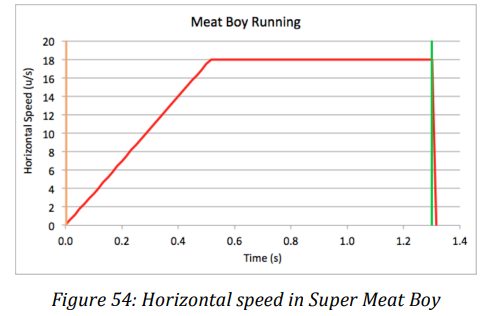 Meat Boy Running
Horizontal Speed (u/s)
20
18
16
14
12
10
8
6
4
2
0
0.0 0.2 0.4 0.6 0.8 1.0 1.2 1.4
Time (s)
Figure 54: Horizontal speed in Super Meat Boy